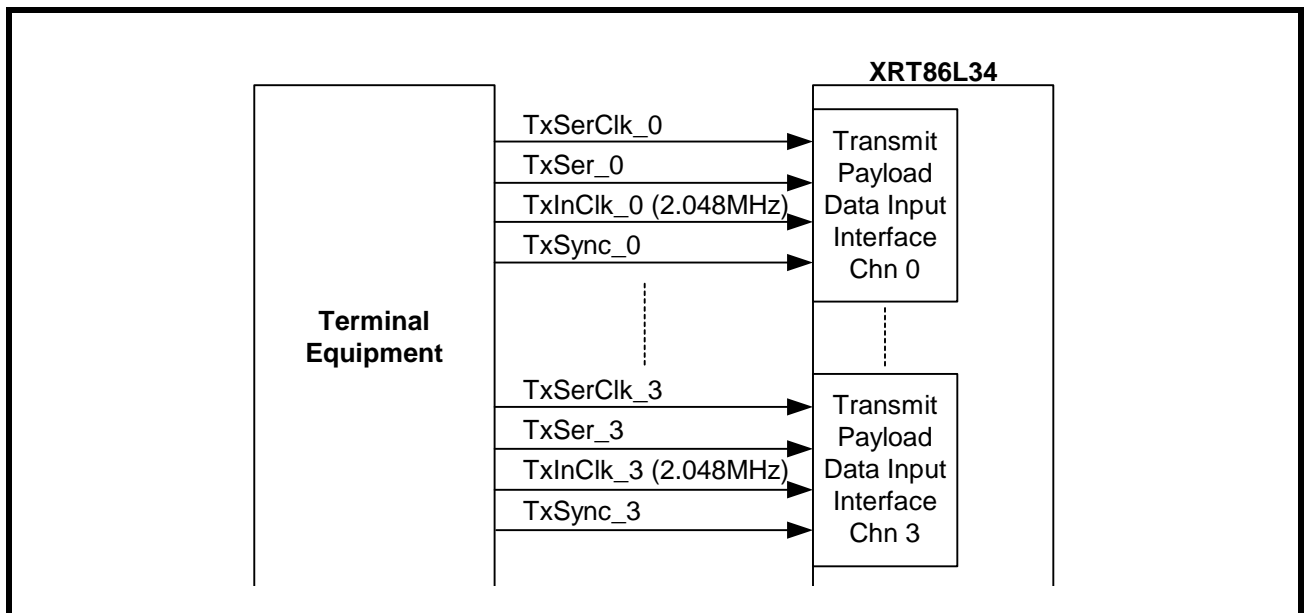 XRT86L34
TxSerClk_0
TxSer_0
TxInClk_0 (2.048MHz)
TxSync_0
Transmit
Payload
Data Input
Interface
Chn 0
Terminal
Equipment
TxSerClk_3
TxSer_3
TxInClk_3 (2.048MHz)
TxSync_3
Transmit
Payload
Data Input
Interface
Chn 3